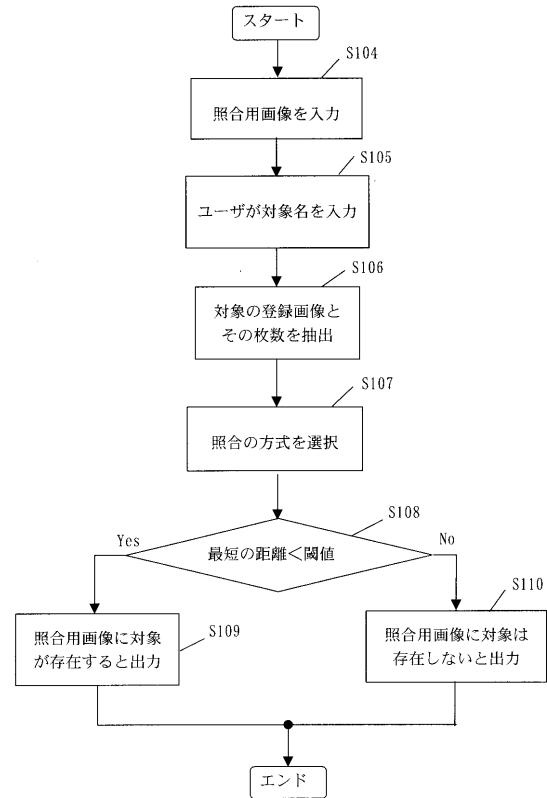 スタート
S104
照合用画像を入力
S105
ユーザが対象名を入力
S106
対象の登録画像と
その枚数を抽出
S107
照合の方式を選択
S108
最短の距離<閾値
Yes
No
照合用画像に対象
が存在すると出力
S109
S110
照合用画像に対象は
存在しないと出力
エンド